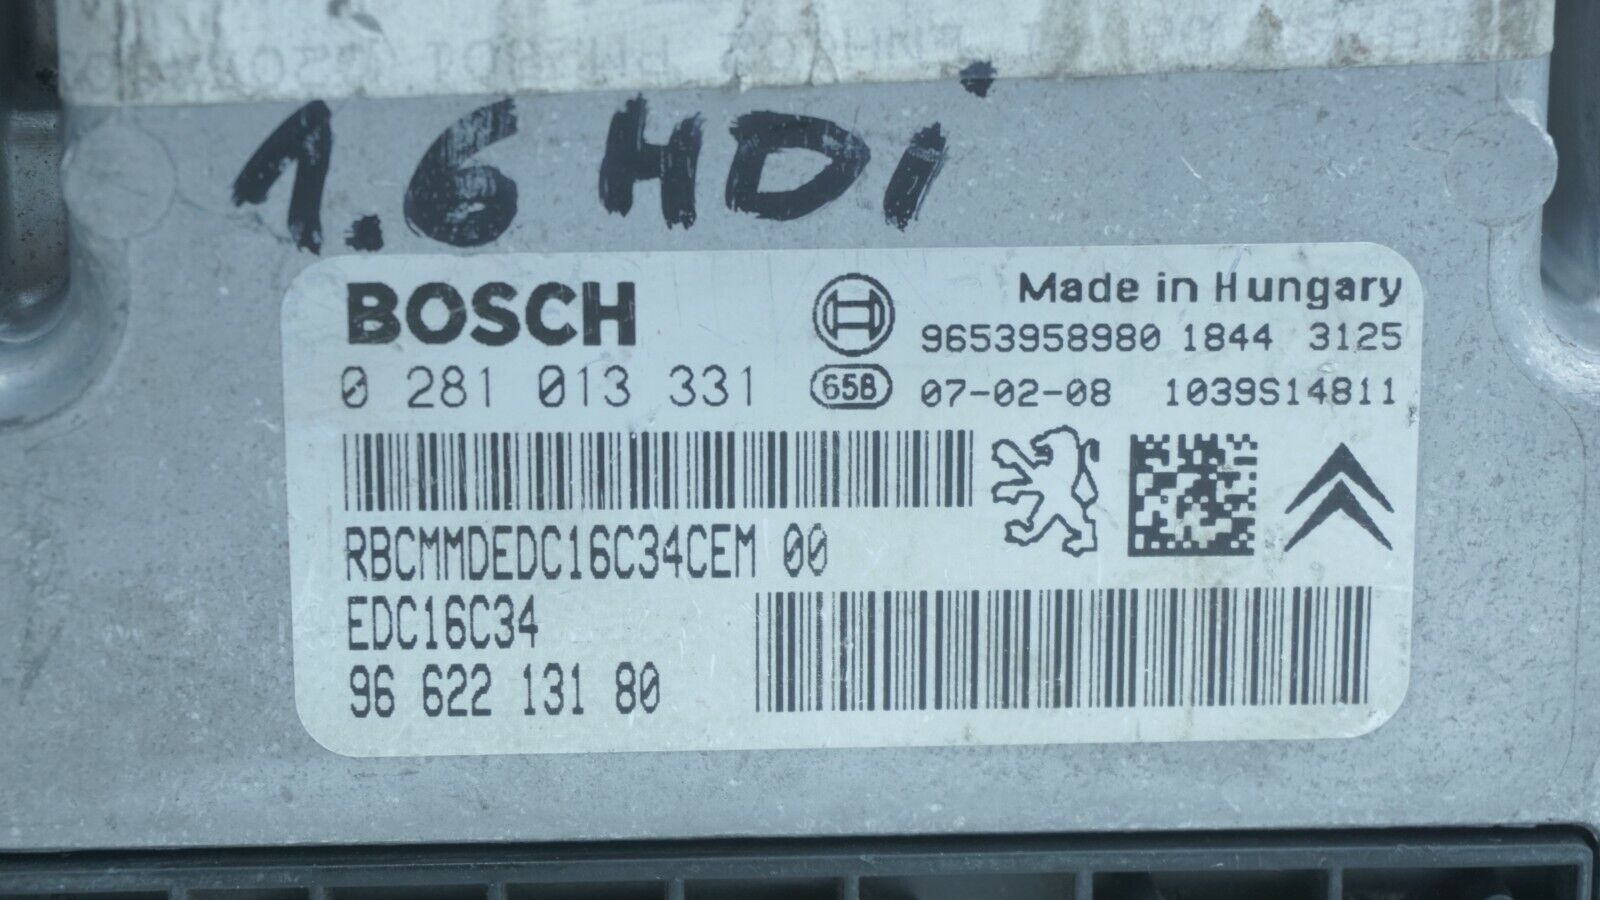 1.6 HDi
BOSCH
Made in Hungary
9653958980 1844 3125
0 281 013 331
65B 07-02-08 1039S14811
RBCMMDEDC16C34CEM 00
EDC16C34
96 622 131 80